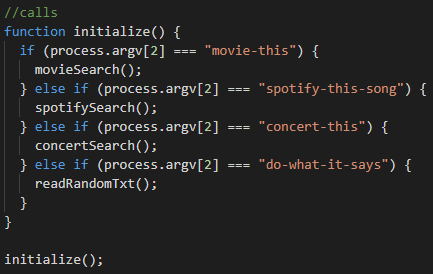 //calls
function initialize() {
  if (process.argv[2] === "movie-this") {
    movieSearch();
  } else if (process.argv[2] === "spotify-this-song") {
    spotifySearch();
  } else if (process.argv[2] === "concert-this") {
    concertSearch();
  } else if (process.argv[2] === "do-what-it-says") {
    readRandomTxt();
  }
}

initialize();